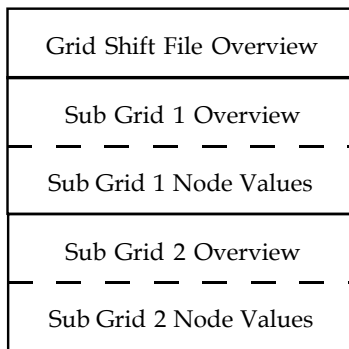 Grid Shift File Overview
Sub Grid 1 Overview
Sub Grid 1 Node Values
Sub Grid 2 Overview
Sub Grid 2 Node Values